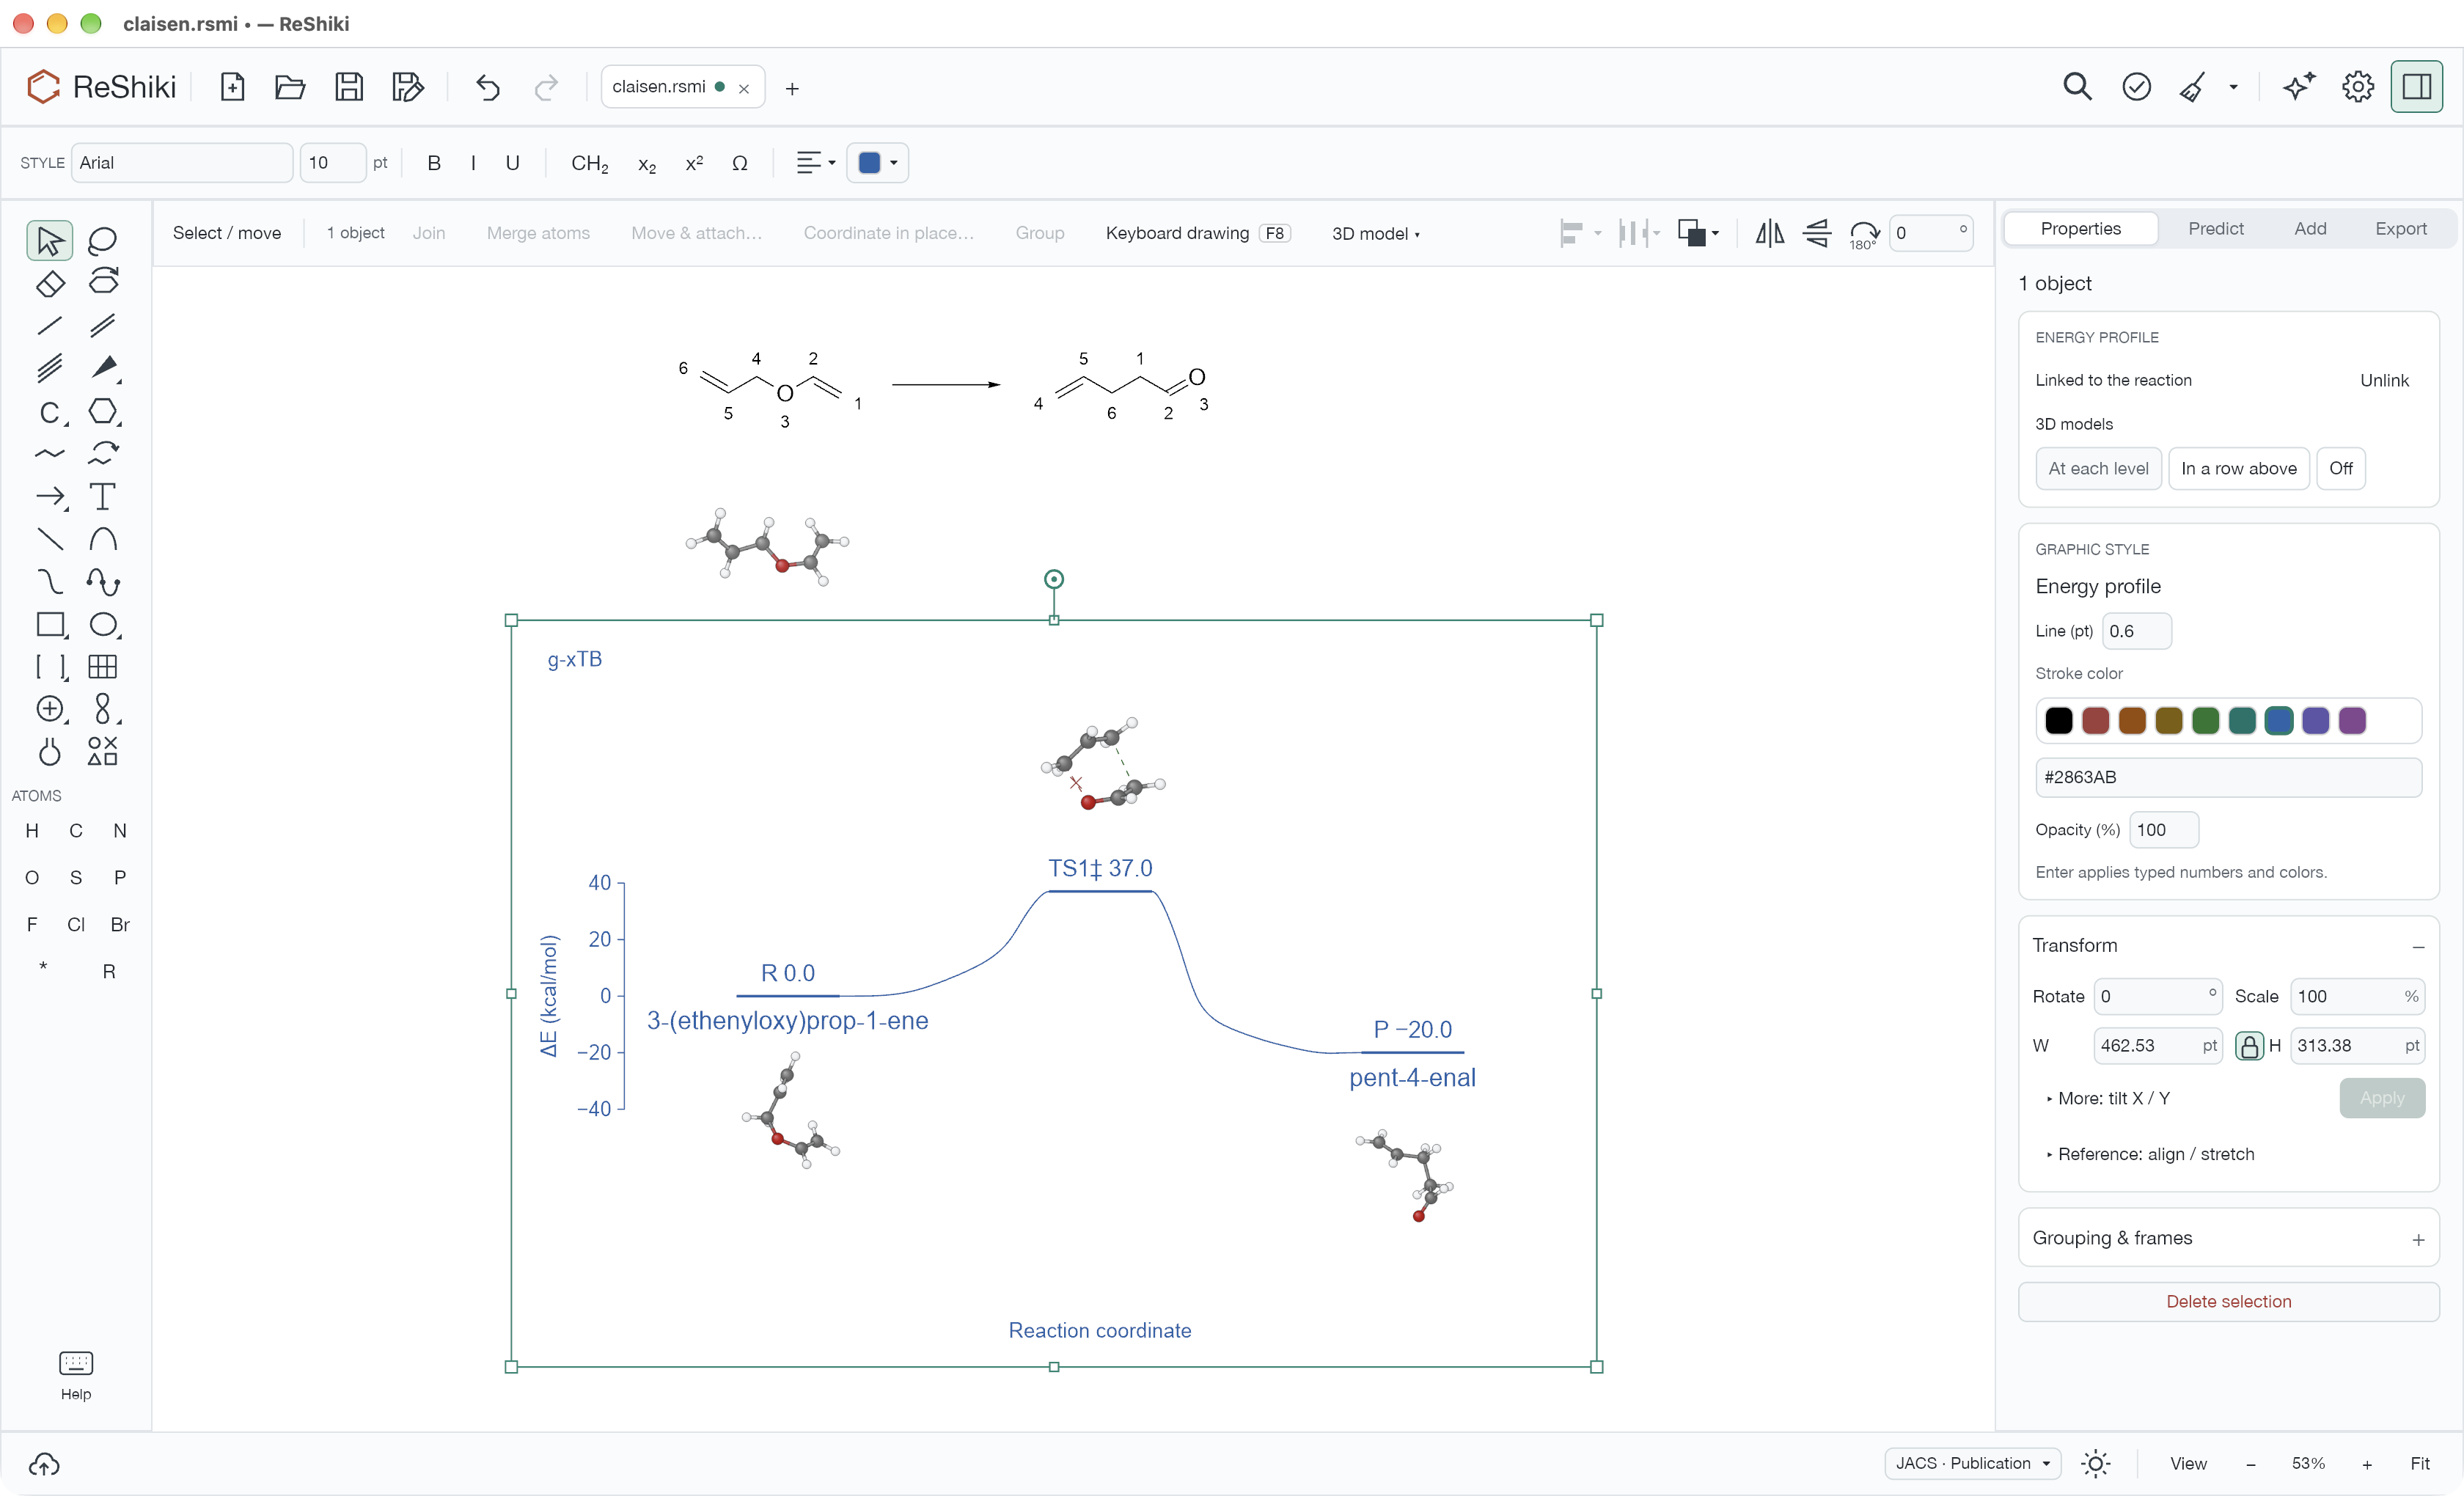 claisen.rsmi • — ReShiki
ReShiki
claisen.rsmi
STYLE Arial 10 pt B I U CH₂ x₂ x² Ω
Select / move 1 object Join Merge atoms Move & attach... Coordinate in place... Group Keyboard drawing F8 3D model
180° 0 °
Properties Predict Add Export
1 object
ENERGY PROFILE
Linked to the reaction Unlink
3D models
At each level In a row above Off
GRAPHIC STYLE
Energy profile
Line (pt) 0.6
Stroke color
#2863AB
Opacity (%) 100
Enter applies typed numbers and colors.
Transform
Rotate 0 ° Scale 100 %
W 462.53 pt H 313.38 pt
More: tilt X / Y Apply
Reference: align / stretch
Grouping & frames
Delete selection
C
T
ATOMS
H C N
O S P
F Cl Br
* R
Help
6 4 2
O
5 3 1
5 1
O
4 6 2 3
g-xTB
TS1‡ 37.0
40
20
0
−20
−40
ΔE (kcal/mol)
R 0.0
3-(ethenyloxy)prop-1-ene
P −20.0
pent-4-enal
Reaction coordinate
JACS · Publication View − 53% + Fit